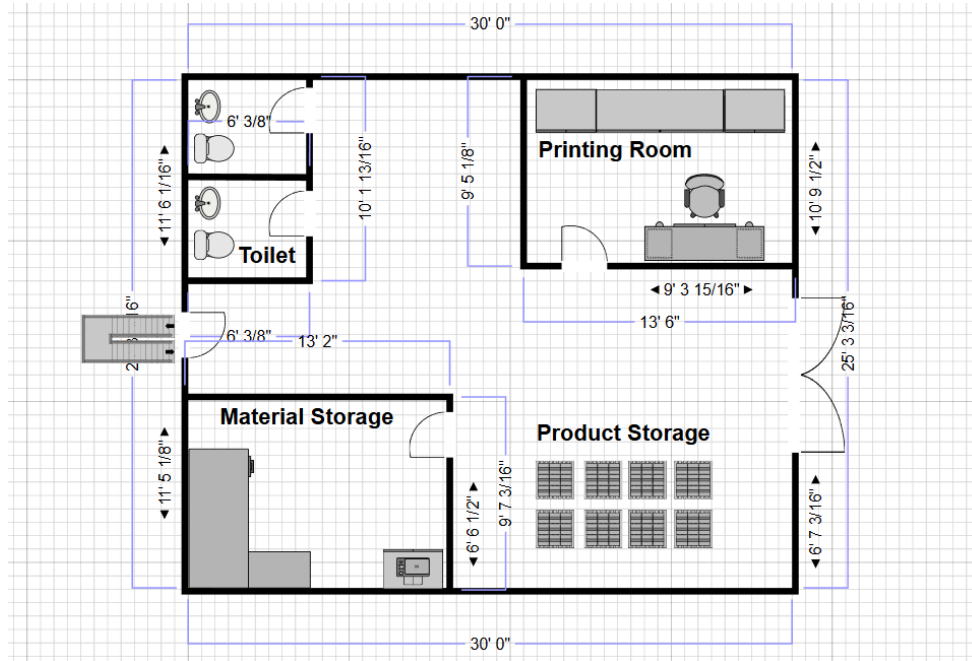 30' 0"
6' 3/8"
11' 6 1/16"
10' 1 13/16"
9' 5 1/8"
Printing Room
10' 9 1/2"
Toilet
9' 3 15/16"
13' 6"
25' 3 3/16"
6' 3/8"
13' 2"
Material Storage
Product Storage
11' 5 1/8"
6' 6 1/2"
9' 7 3/16"
6' 7 3/16"
30' 0"